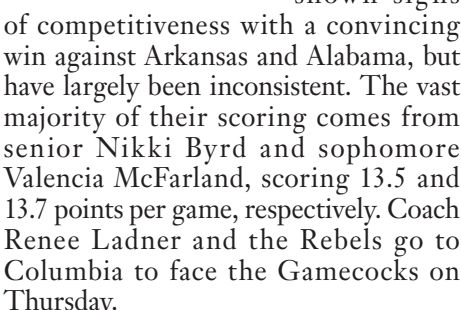 shown signs
of competitiveness with a convincing
win against Arkansas and Alabama, but
have largely been inconsistent. The vast
majority of their scoring comes from
senior Nikki Byrd and sophomore
Valencia McFarland, scoring 13.5 and
13.7 points per game, respectively. Coach
Renee Ladner and the Rebels go to
Columbia to face the Gamecocks on
Thursday.